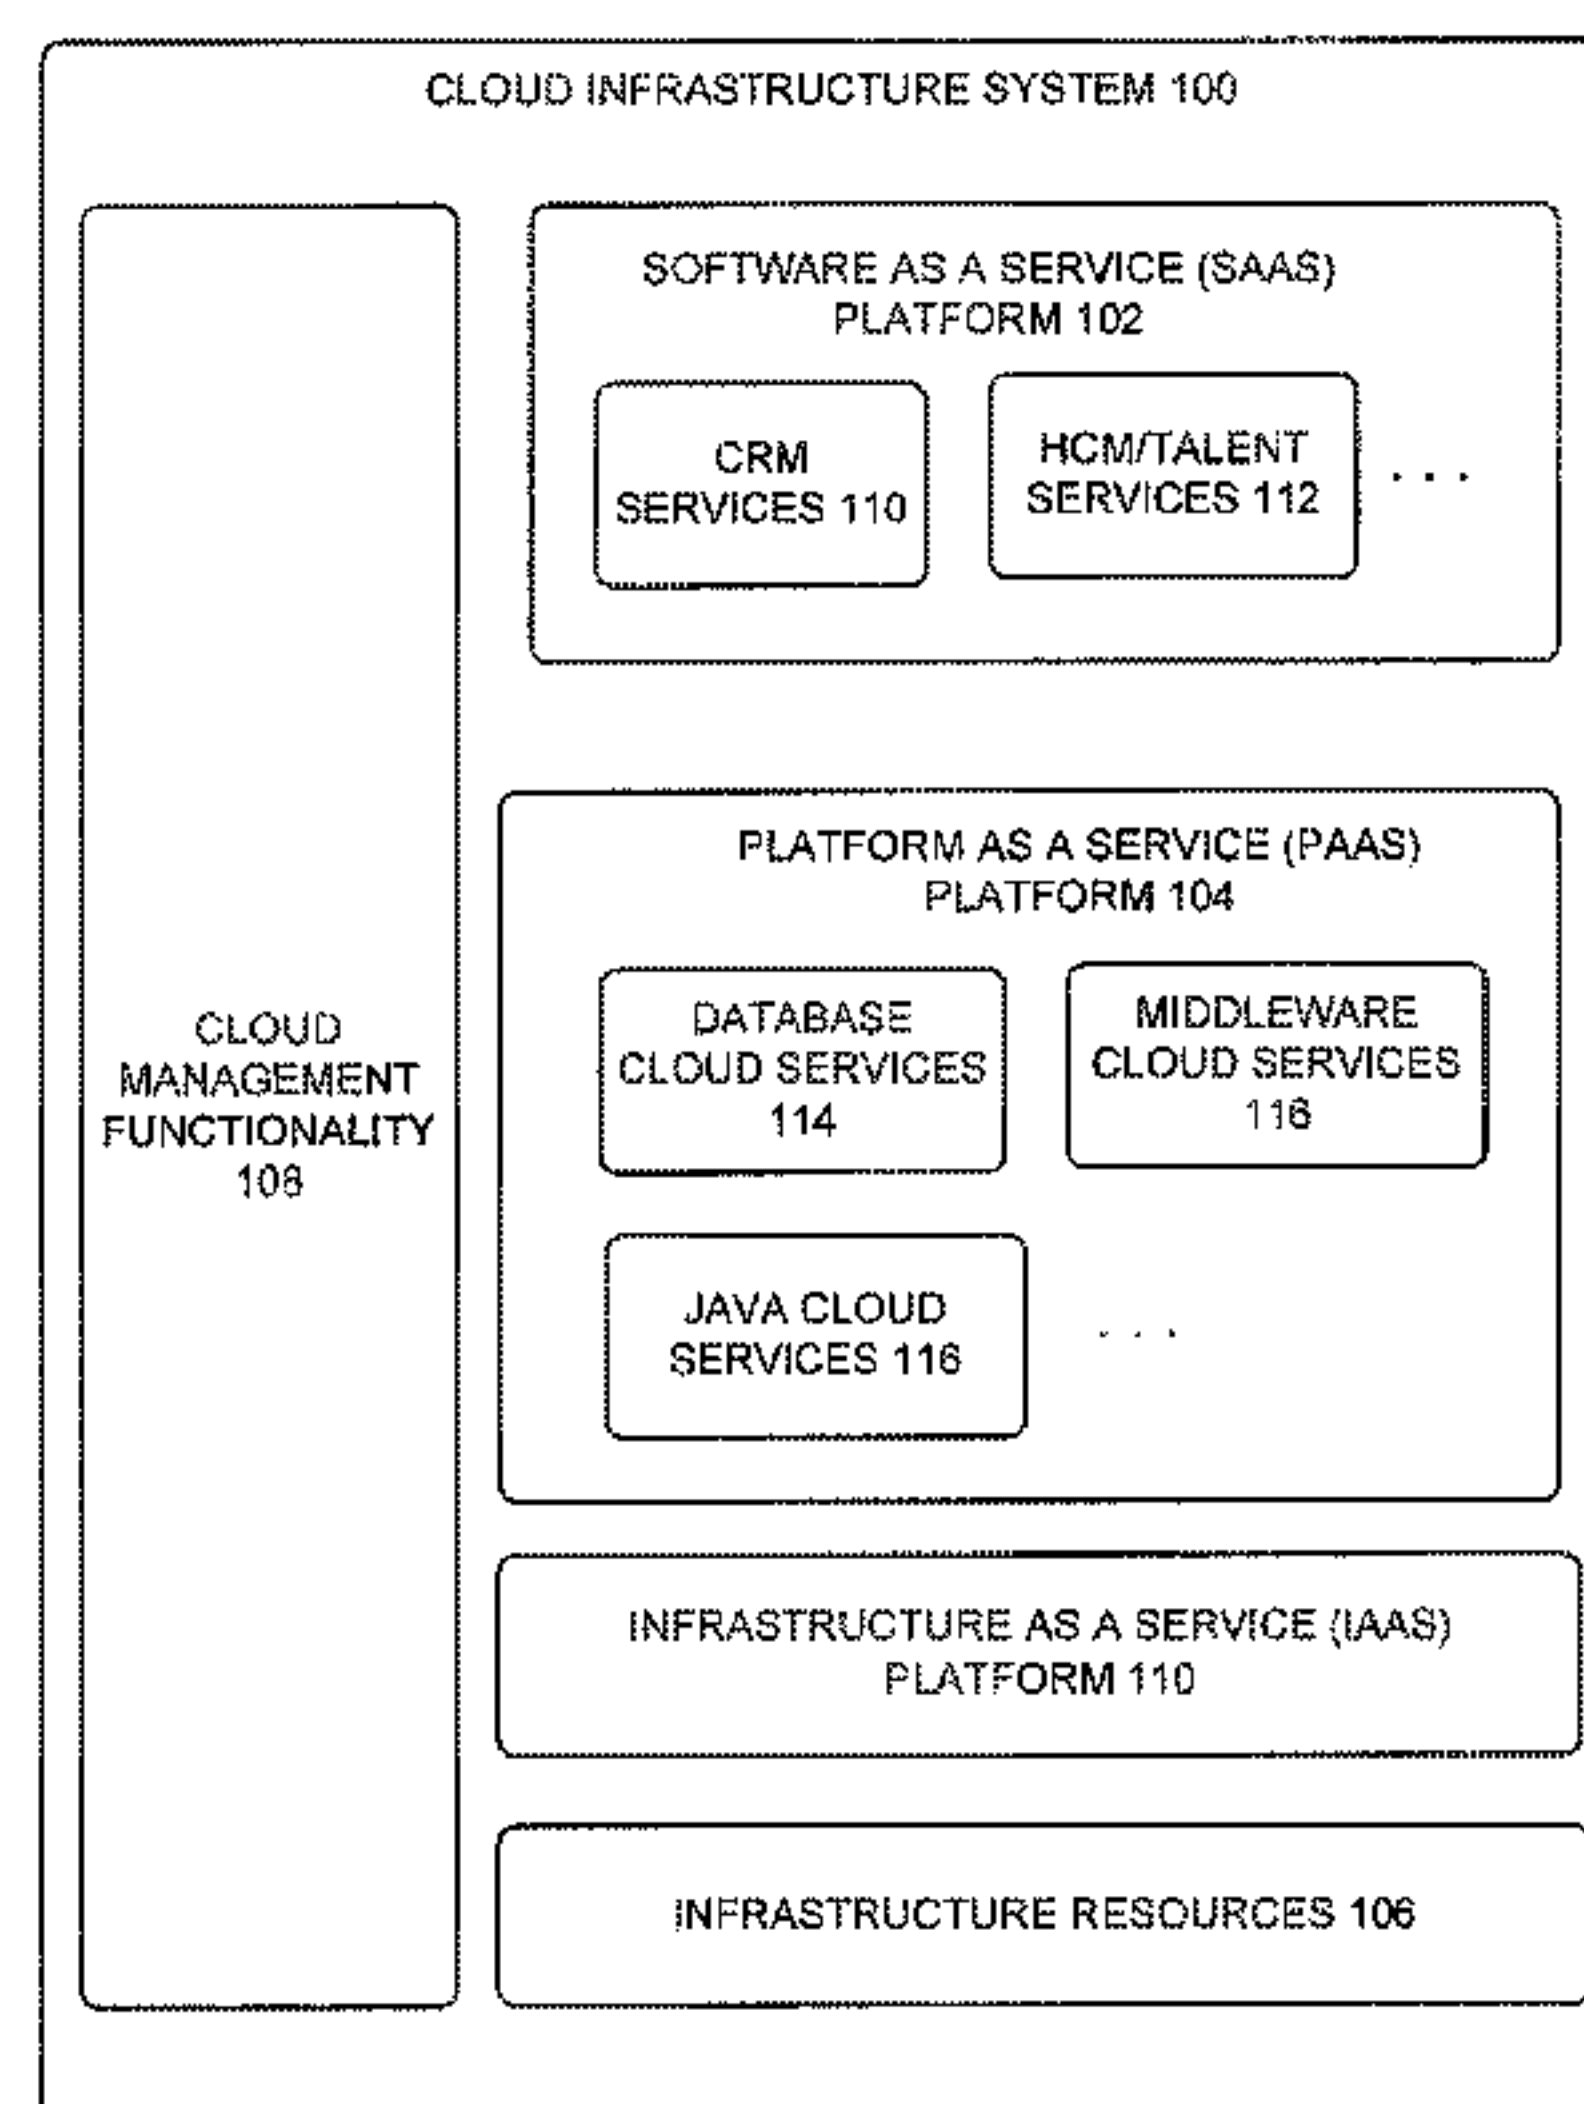 CLOUD INFRASTRUCTURE SYSTEM 100
SOFTWARE AS A SERVICE (SAAS)
PLATFORM 102
CRM
SERVICES 110
HCM/TALENT
SERVICES 112
. . .
PLATFORM AS A SERVICE (PAAS)
PLATFORM 104
DATABASE
CLOUD SERVICES
114
MIDDLEWARE
CLOUD SERVICES
116
JAVA CLOUD
SERVICES 116
. . .
CLOUD
MANAGEMENT
FUNCTIONALITY
108
INFRASTRUCTURE AS A SERVICE (IAAS)
PLATFORM 110
INFRASTRUCTURE RESOURCES 106